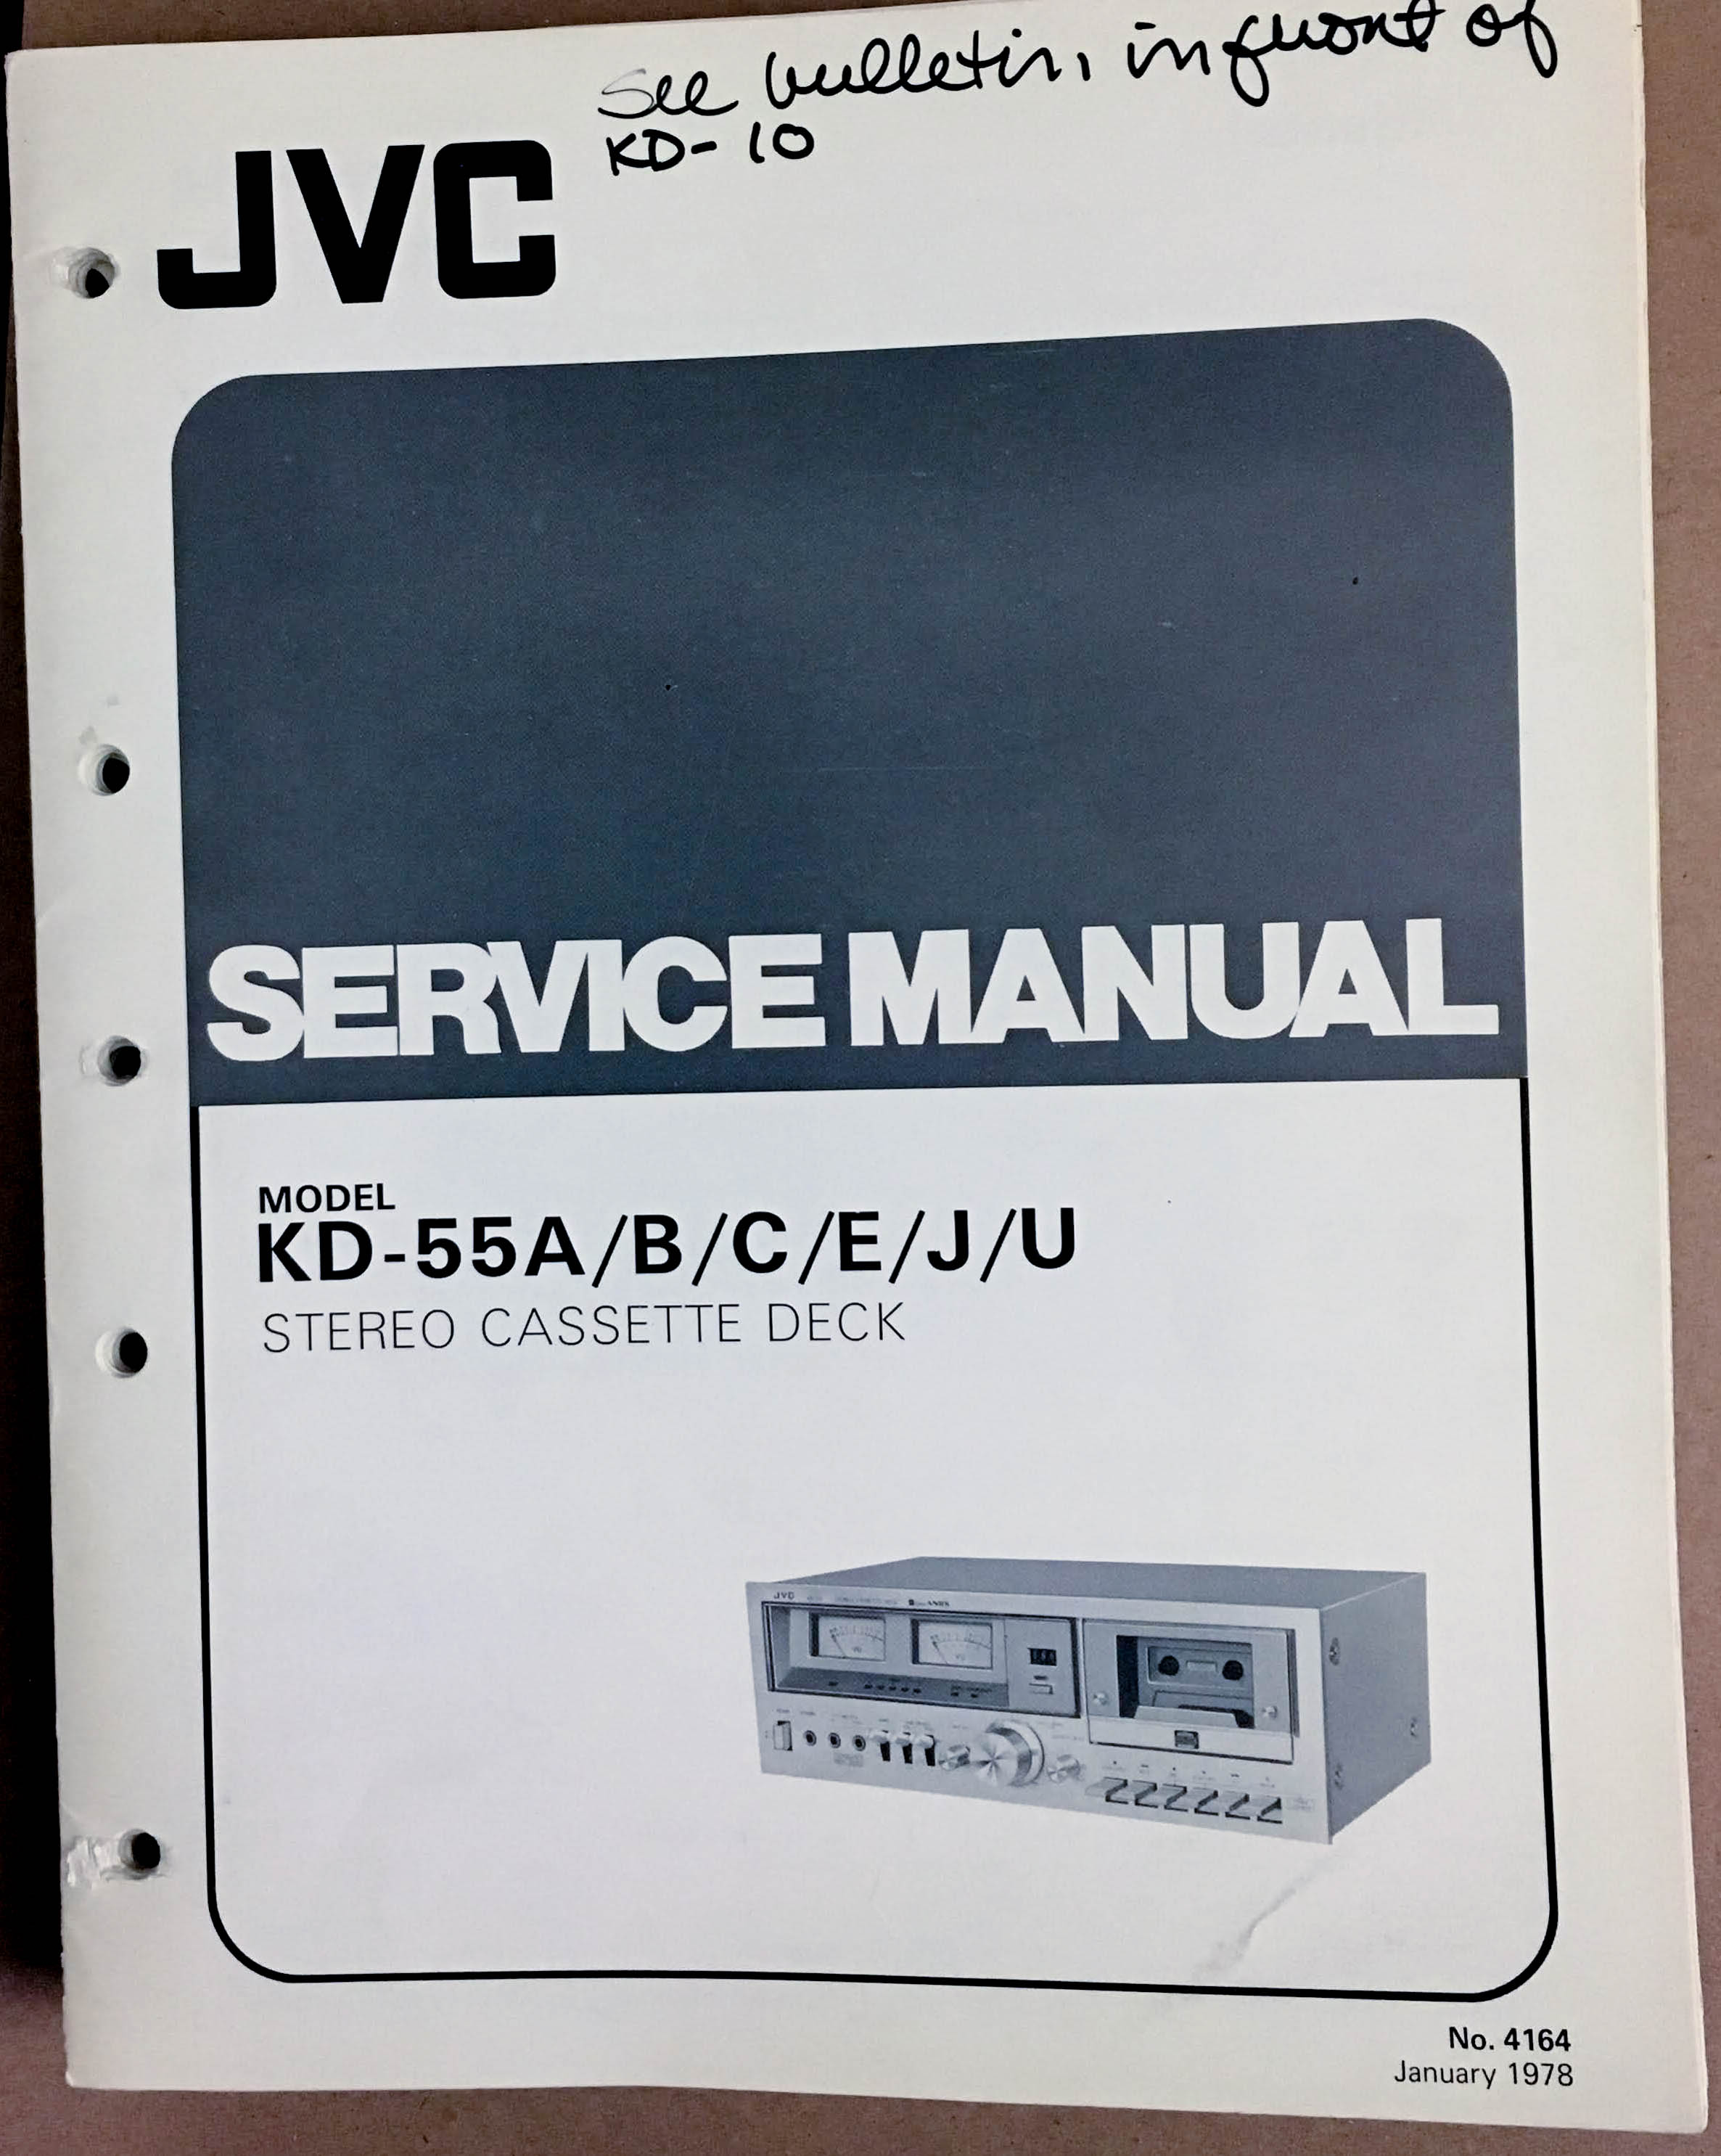 See bulletin, in front of
KD-10
JVC
SERVICE MANUAL
MODEL
KD-55A/B/C/E/J/U
STEREO CASSETTE DECK
JVC
No. 4164
January 1978